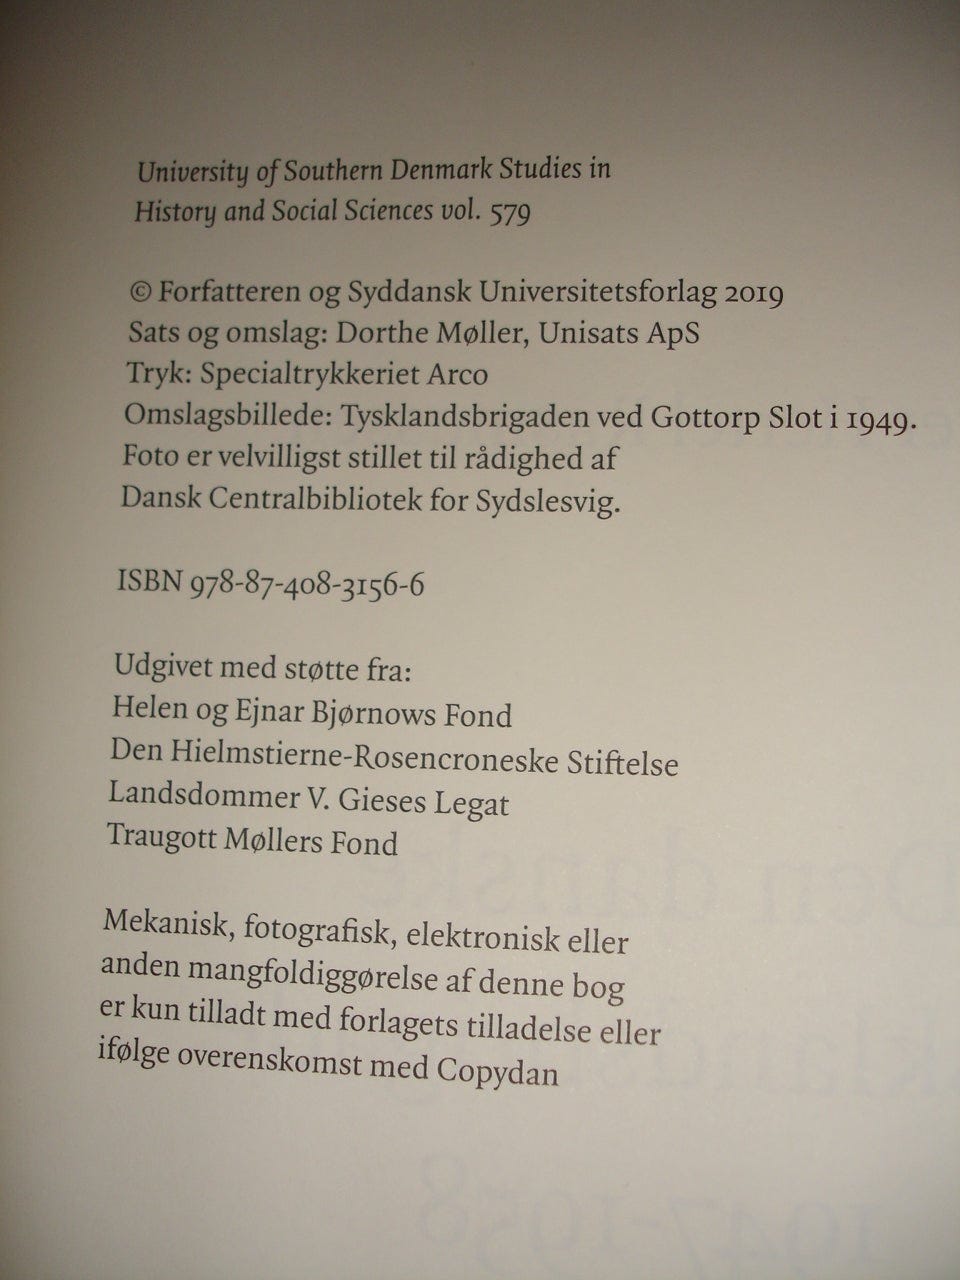 University of Southern Denmark Studies in
History and Social Sciences vol. 579
© Forfatteren og Syddansk Universitetsforlag 2019
Sats og omslag: Dorthe Møller, Unisats ApS
Tryk: Specialtrykkeriet Arco
Omslagsbillede: Tysklandsbrigaden ved Gottorp Slot i 1949.
Foto er velvilligst stillet til rådighed af
Dansk Centralbibliotek for Sydslesvig.
ISBN 978-87-408-3156-6
Udgivet med støtte fra:
Helen og Ejnar Bjørnows Fond
Den Hielmstierne-Rosencroneske Stiftelse
Landsdommer V. Gieses Legat
Traugott Møllers Fond
Mekanisk, fotografisk, elektronisk eller
anden mangfoldiggørelse af denne bog
er kun tilladt med forlagets tilladelse eller
ifølge overenskomst med Copydan